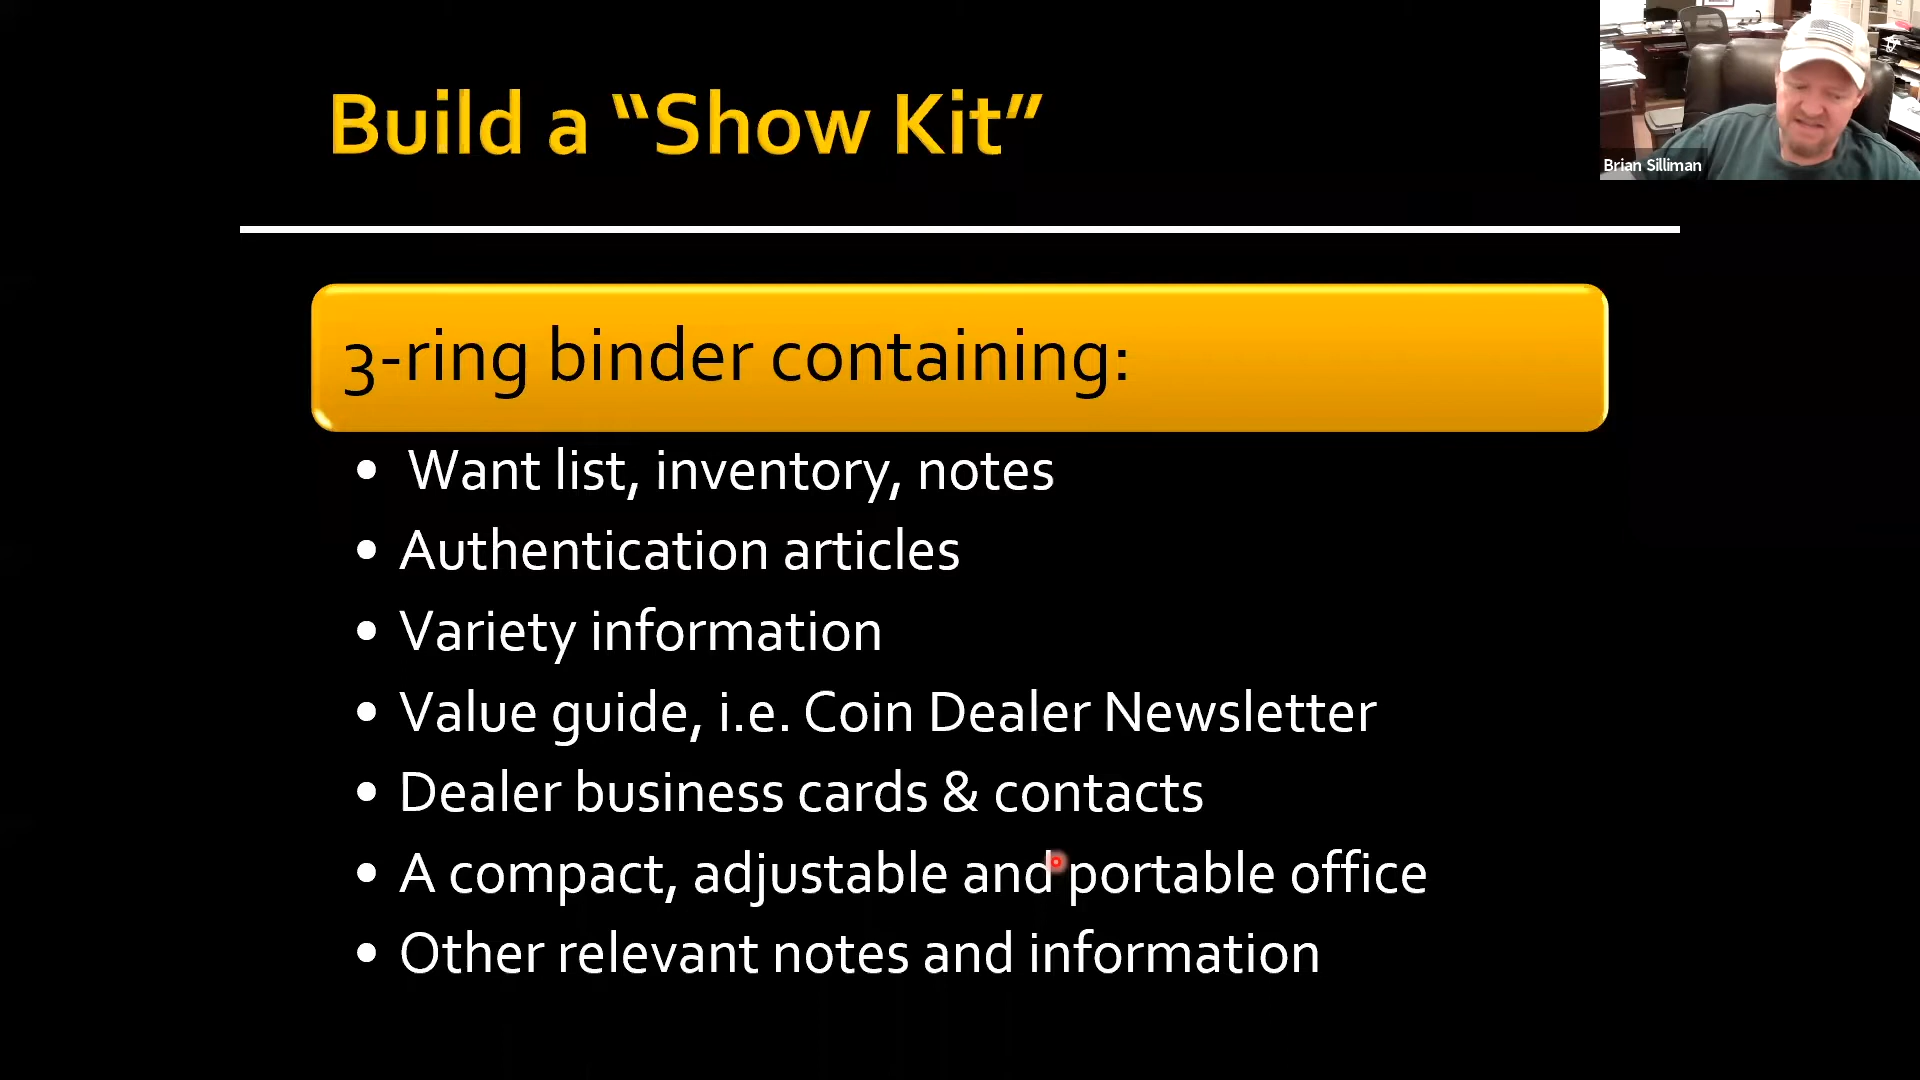 Build a “Show Kit”
Brian Silliman
3-ring binder containing:
• Want list, inventory, notes
• Authentication articles
• Variety information
• Value guide, i.e. Coin Dealer Newsletter
• Dealer business cards & contacts
• A compact, adjustable and portable office
• Other relevant notes and information